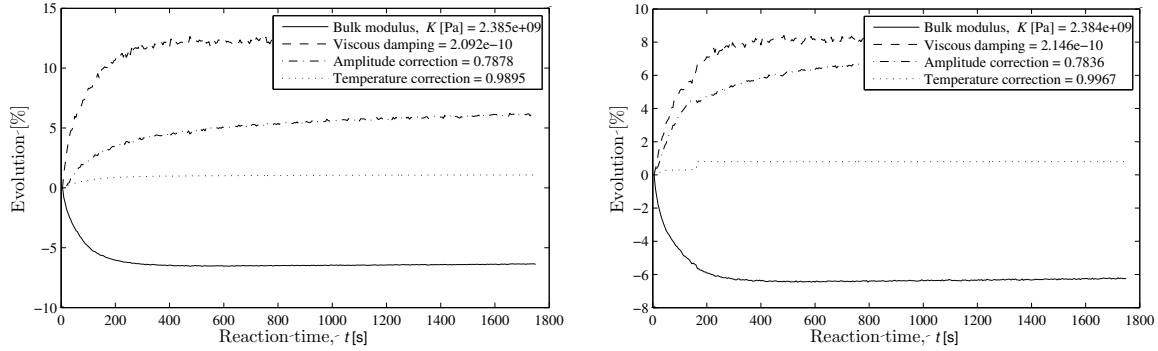 Bulk modulus, K [Pa] = 2.385e+09
Viscous damping = 2.092e−10
Amplitude correction = 0.7878
Temperature correction = 0.9895
15
10
5
0
−5
−10
Evolution [%]
0 200 400 600 800 1000 1200 1400 1600 1800
Reaction time, t [s]
Bulk modulus, K [Pa] = 2.384e+09
Viscous damping = 2.146e−10
Amplitude correction = 0.7836
Temperature correction = 0.9967
10
8
6
4
2
0
−2
−4
−6
−8
Evolution [%]
0 200 400 600 800 1000 1200 1400 1600 1800
Reaction time, t [s]